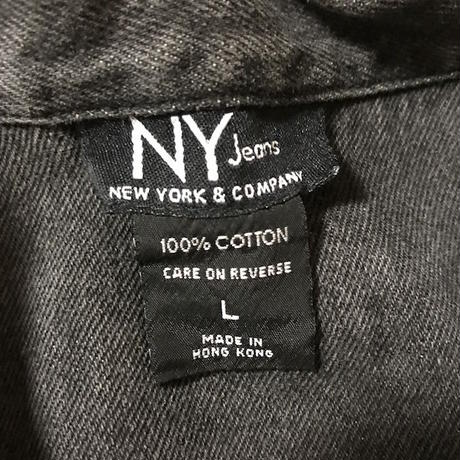 NY Jeans
NEW YORK & COMPANY
100% COTTON
CARE ON REVERSE
L
MADE IN
HONG KONG